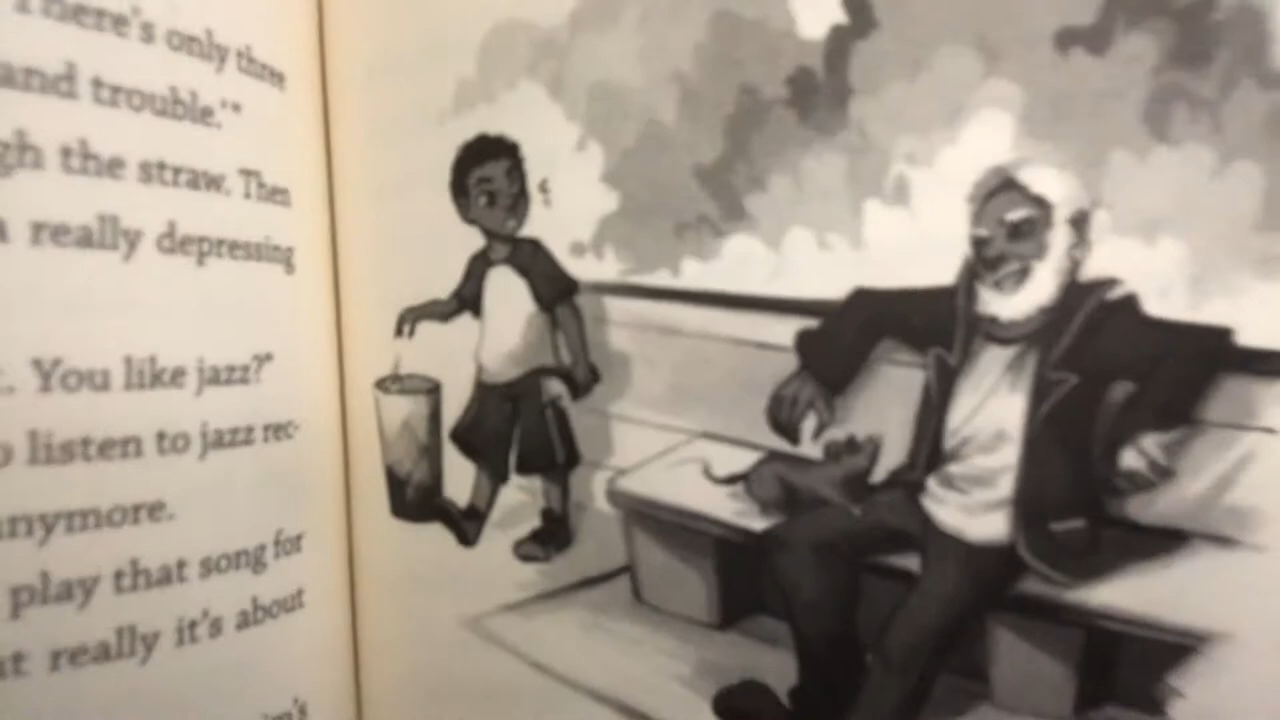 There's only three
and trouble.'"
gh the straw. Then
a really depressing
. You like jazz?"
o listen to jazz rec-
nymore.
play that song for
ut really it's about